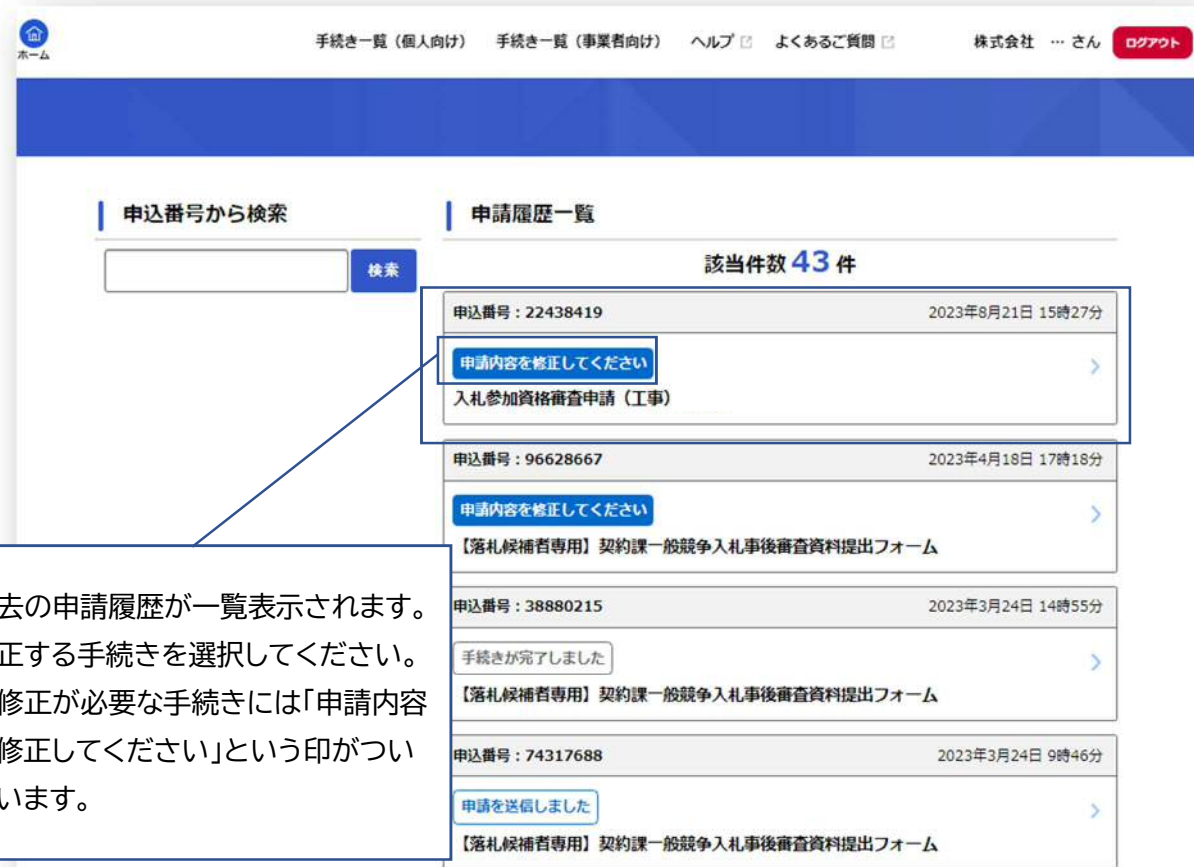 ホーム
手続き一覧（個人向け） 手続き一覧（事業者向け） ヘルプ よくあるご質問 株式会社 … さん ログアウト
申込番号から検索
検索
申請履歴一覧
該当件数 43 件
申込番号：22438419 2023年8月21日 15時27分
申請内容を修正してください
入札参加資格審査申請（工事）
申込番号：96628667 2023年4月18日 17時18分
申請内容を修正してください
【落札候補者専用】契約課一般競争入札事後審査資料提出フォーム
申込番号：38880215 2023年3月24日 14時55分
手続きが完了しました
【落札候補者専用】契約課一般競争入札事後審査資料提出フォーム
申込番号：74317688 2023年3月24日 9時46分
申請を送信しました
【落札候補者専用】契約課一般競争入札事後審査資料提出フォーム
去の申請履歴が一覧表示されます。
正する手続きを選択してください。
修正が必要な手続きには「申請内容
修正してください」という印がつい
います。